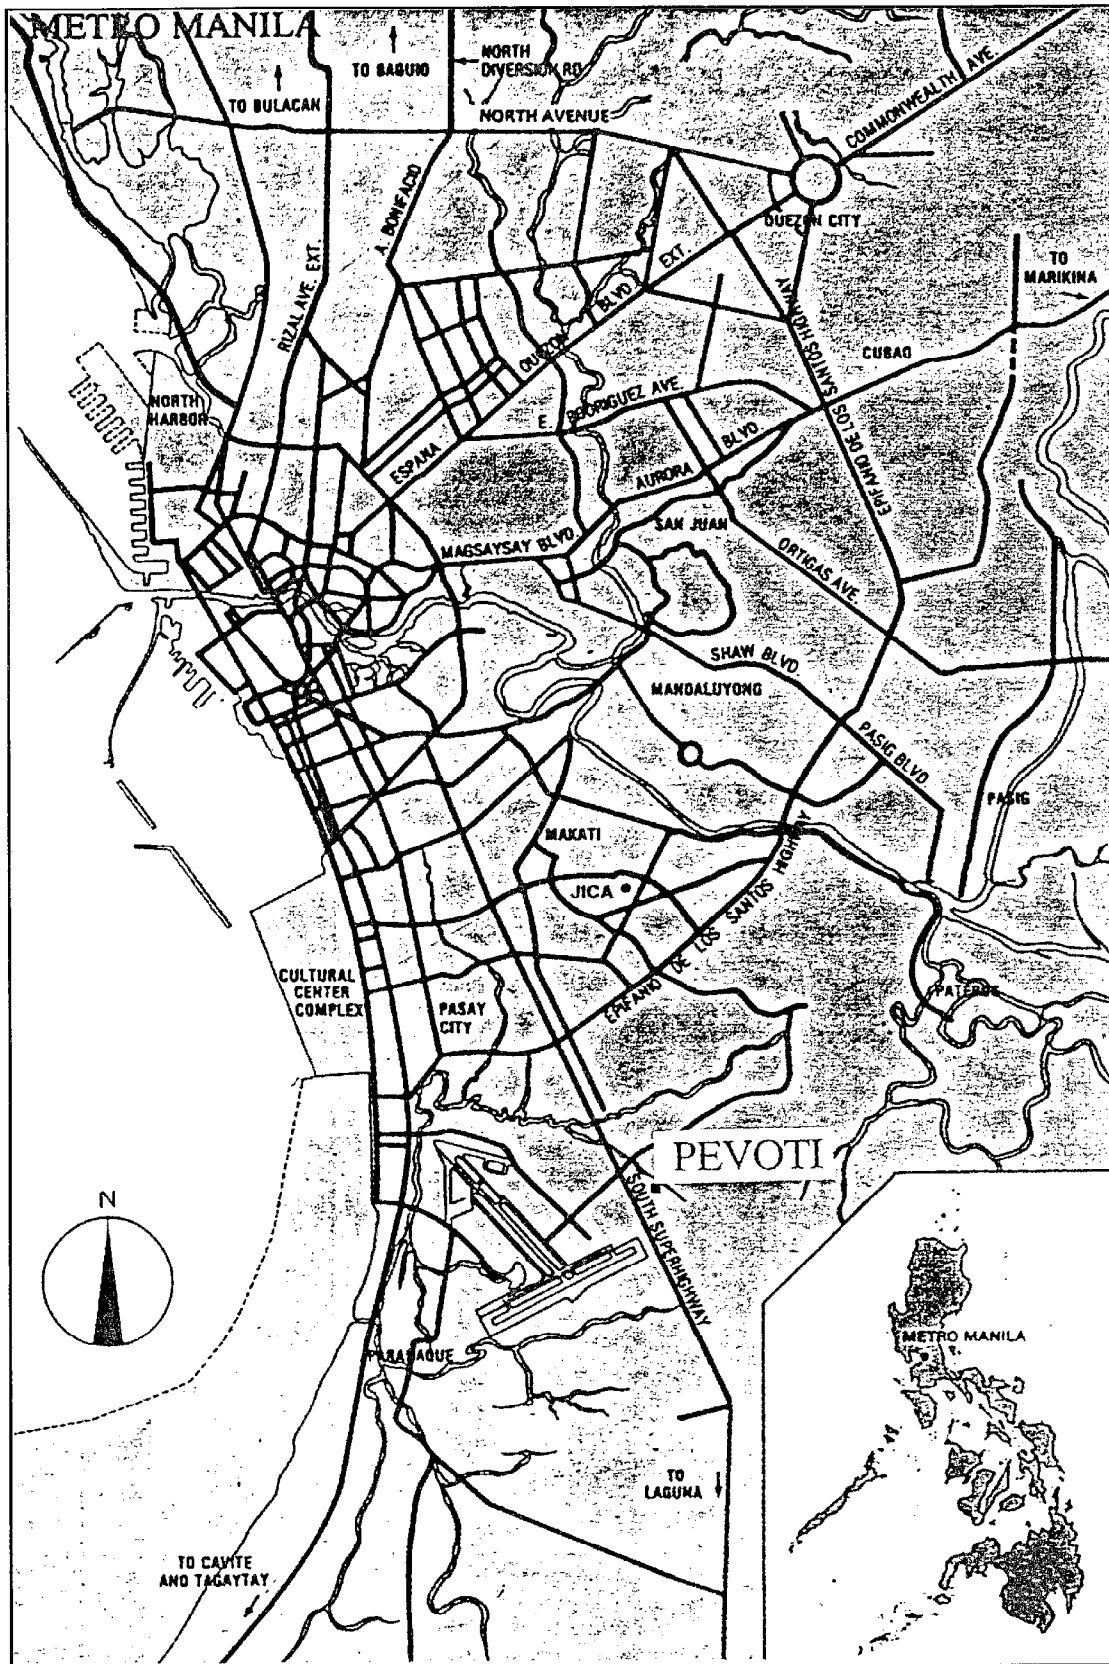 METRO MANILA
TO BAGUIO
NORTH
DIVERSION RD
TO BULACAN
NORTH AVENUE
COMMONWEALTH AVE.
A. BONIFACIO
QUEZON CITY
TO
MARIKINA
RIZAL AVE. EXT.
QUEZON BLVD. EXT.
CUBAO
NORTH
HARBOR
E. RODRIGUEZ AVE
ESPANA
AURORA BLVD.
EPIFANIO DE LOS SANTOS HIGHWAY
SAN JUAN
MAGSAYSAY BLVD.
ORTIGAS AVE.
SHAW BLVD
MANDALUYONG
PASIG BLVD
PASIG
MAKATI
JICA
EPIFANIO DE LOS SANTOS HIGHWAY
CULTURAL
CENTER
COMPLEX
PASAY
CITY
PATEROS
PEVOTI
N
SOUTH SUPERHIGHWAY
METRO MANILA
PARANAQUE
TO
LAGUNA
TO CAVITE
AND TAGAYTAY